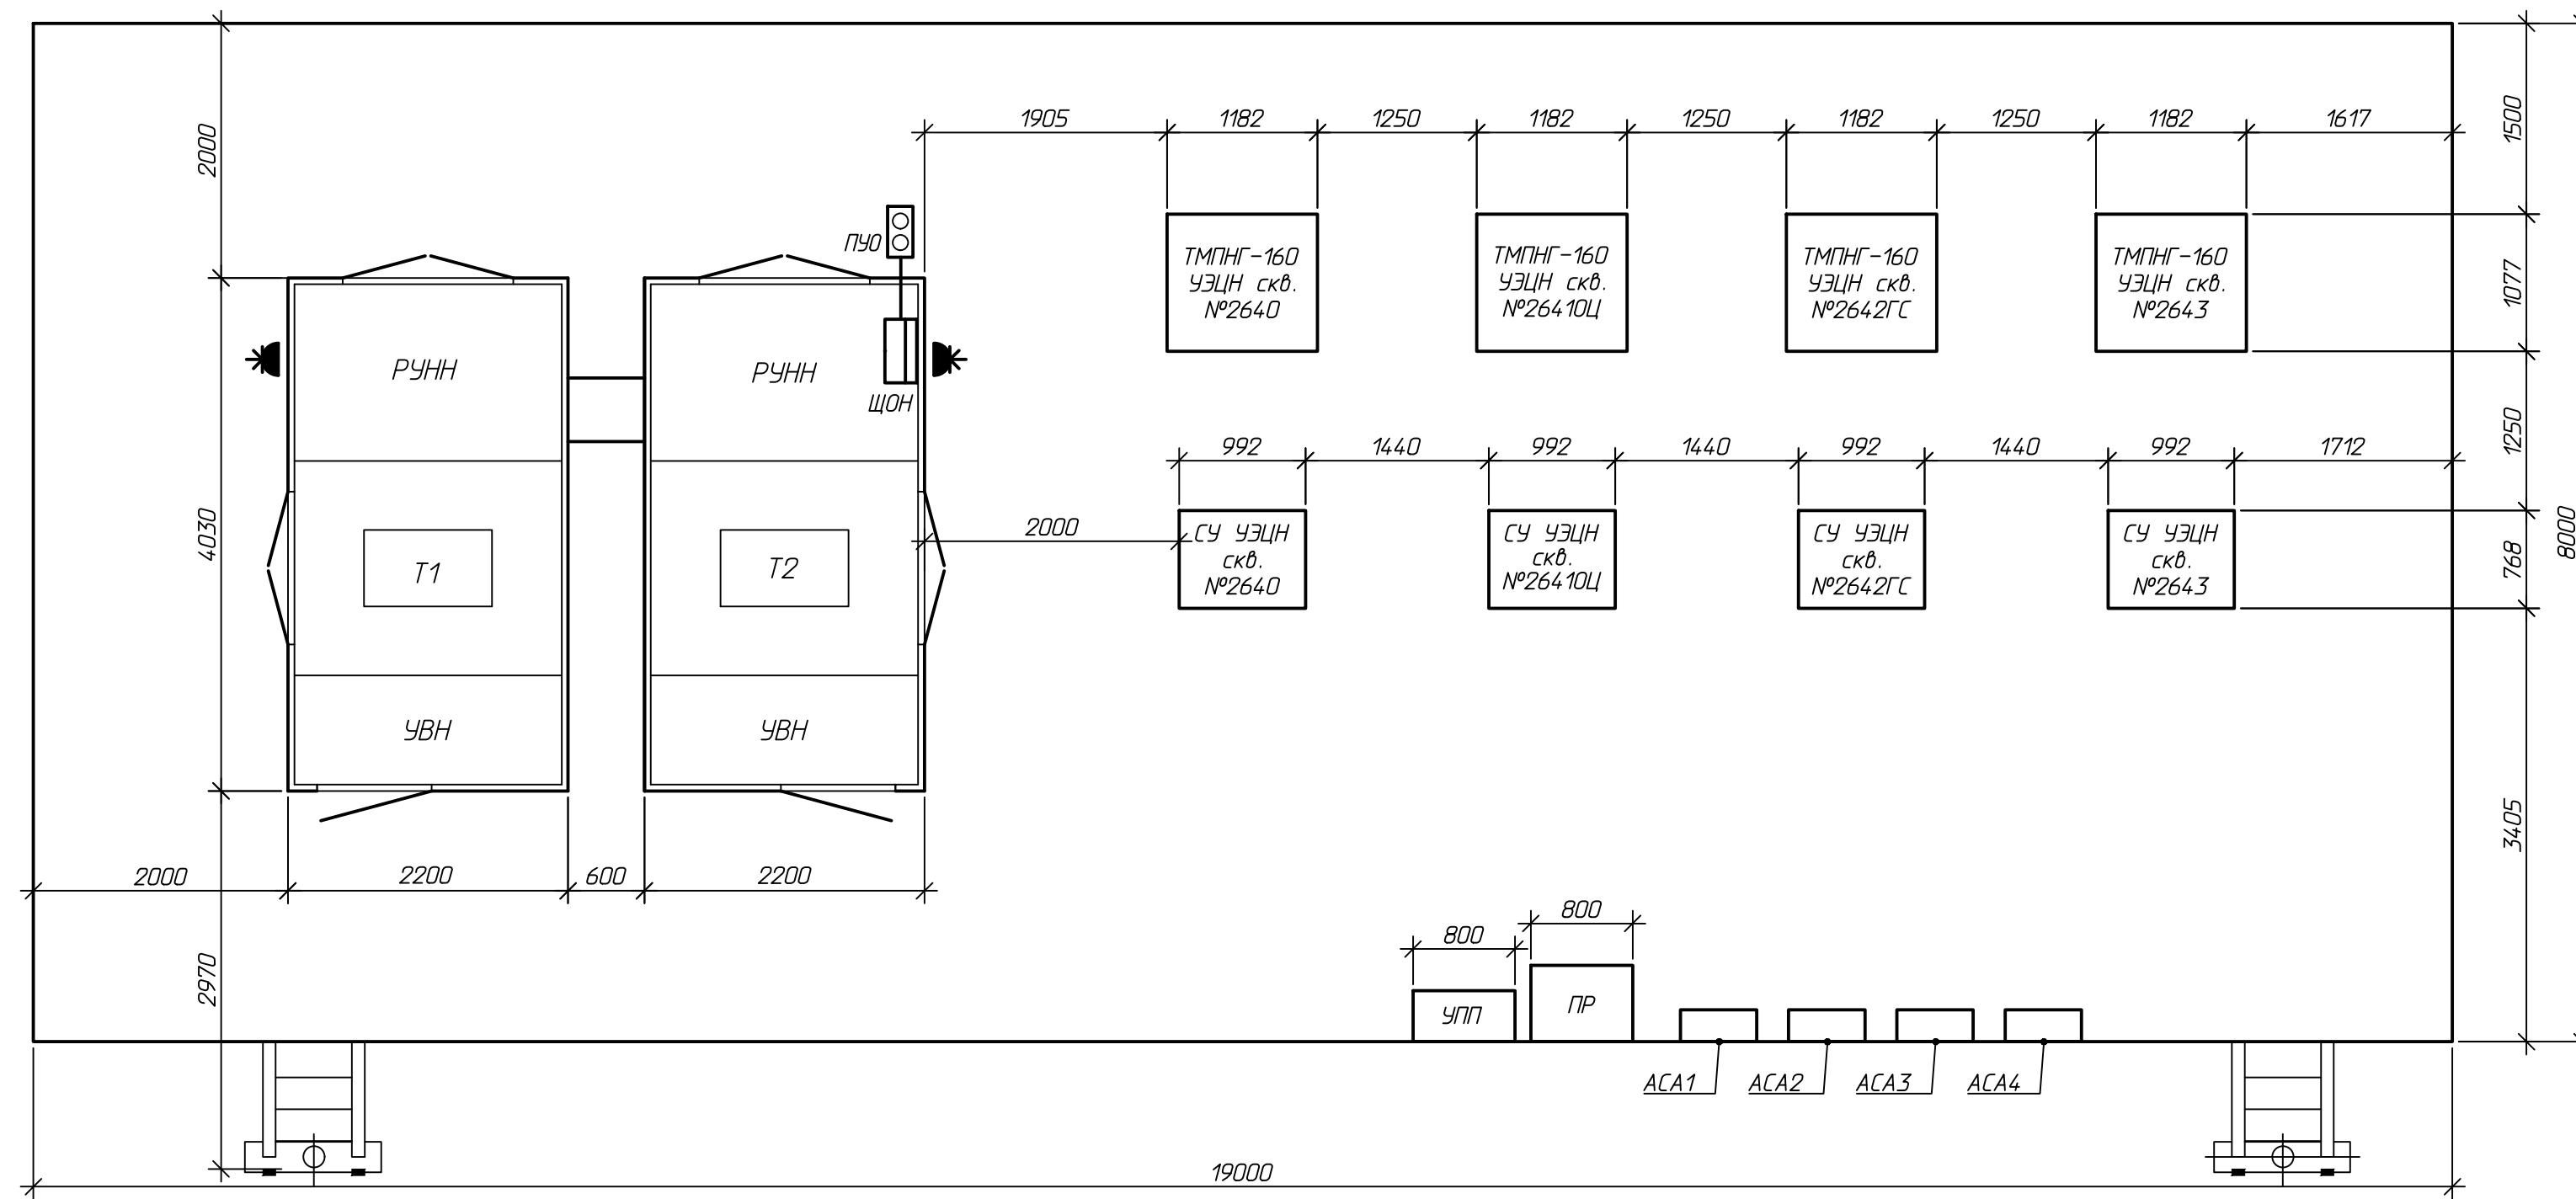 1905
1182
1250
1182
1250
1182
1250
1182
1617
1500
2000
ПУО
ТМПНГ-160
УЭЦН скв.
№2640
ТМПНГ-160
УЭЦН скв.
№26410Ц
ТМПНГ-160
УЭЦН скв.
№2642ГС
ТМПНГ-160
УЭЦН скв.
№2643
1077
РУНН
РУНН
ЩОН
992
1440
992
1440
992
1440
992
1712
1250
4030
2000
СУ УЭЦН
скв.
№2640
СУ УЭЦН
скв.
№26410Ц
СУ УЭЦН
скв.
№2642ГС
СУ УЭЦН
скв.
№2643
768
8000
Т1
Т2
УВН
УВН
3405
2000
2200
600
2200
800
800
2970
УПП
ПР
АСА1
АСА2
АСА3
АСА4
19000